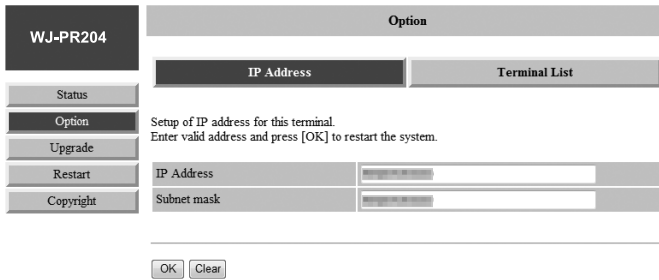 WJ-PR204
Option
IP Address
Terminal List
Status
Option
Upgrade
Restart
Copyright
Setup of IP address for this terminal.
Enter valid address and press [OK] to restart the system.
IP Address
Subnet mask
OK
Clear